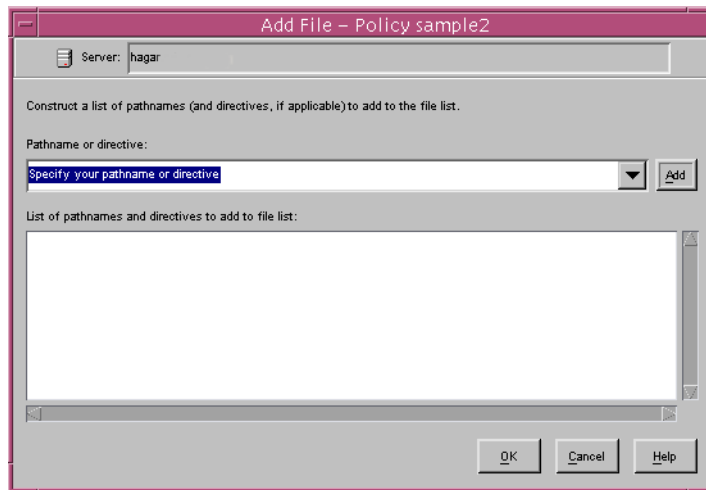 Add File – Policy sample2
Server: hagar
Construct a list of pathnames (and directives, if applicable) to add to the file list.
Pathname or directive:
Specify your pathname or directive
Add
List of pathnames and directives to add to file list:
OK Cancel Help